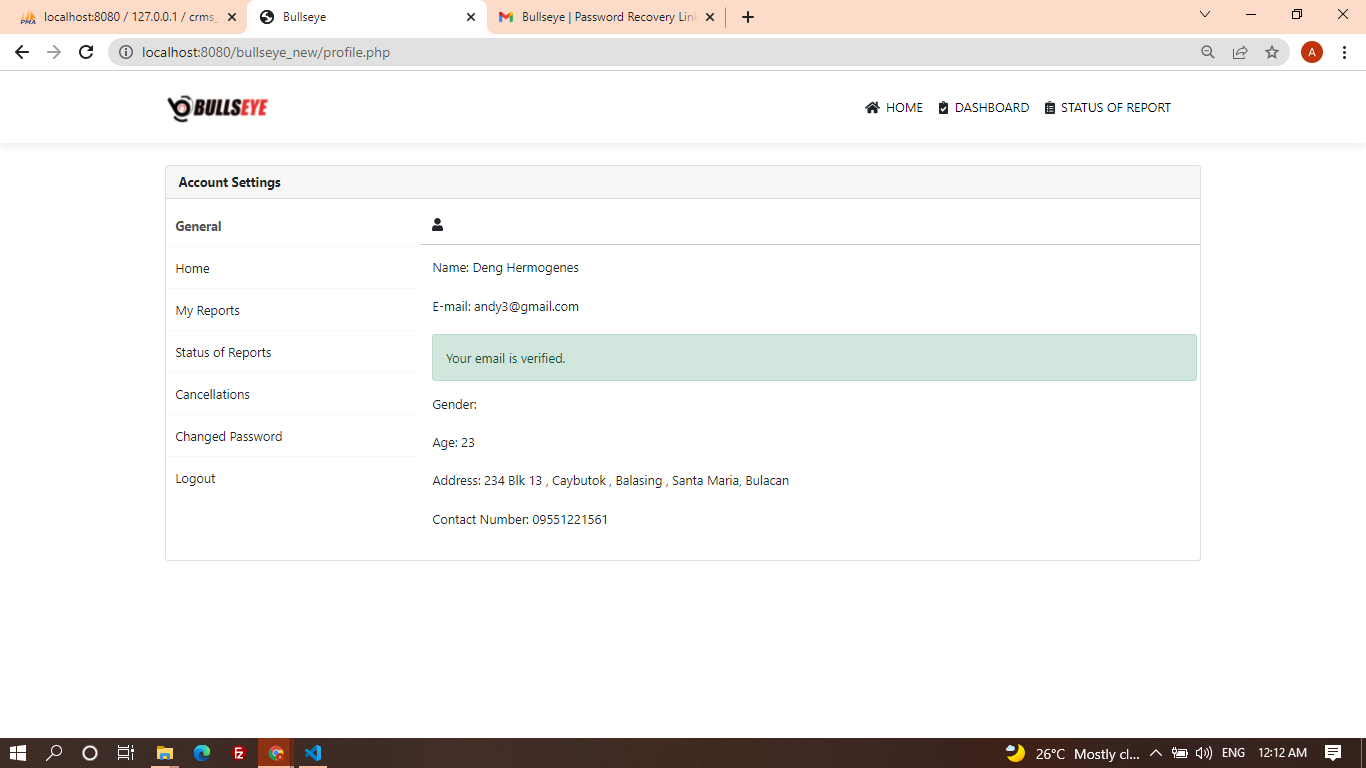 localhost:8080 / 127.0.0.1 / crms_
Bullseye
Bullseye | Password Recovery Lin
localhost:8080/bullseye_new/profile.php
A
BULLSEYE
HOME
DASHBOARD
STATUS OF REPORT
Account Settings
General
Home
My Reports
Status of Reports
Cancellations
Changed Password
Logout
Name: Deng Hermogenes
E-mail: andy3@gmail.com
Your email is verified.
Gender:
Age: 23
Address: 234 Blk 13 , Caybutok , Balasing , Santa Maria, Bulacan
Contact Number: 09551221561
26°C Mostly cl...
ENG
12:12 AM